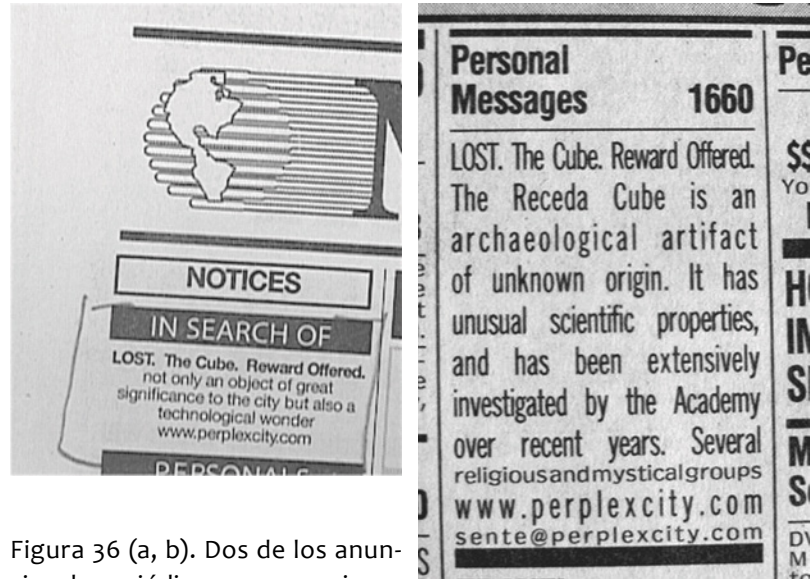 NOTICES
IN SEARCH OF
LOST. The Cube. Reward Offered.
not only an object of great
significance to the city but also a
technological wonder
www.perplexcity.com
PERSONALS
Figura 36 (a, b). Dos de los anun-
Personal
Messages 1660
LOST. The Cube. Reward Offered.
The Receda Cube is an
archaeological artifact
of unknown origin. It has
unusual scientific properties,
and has been extensively
investigated by the Academy
over recent years. Several
religiousandmysticalgroups
www.perplexcity.com
sente@perplexcity.com